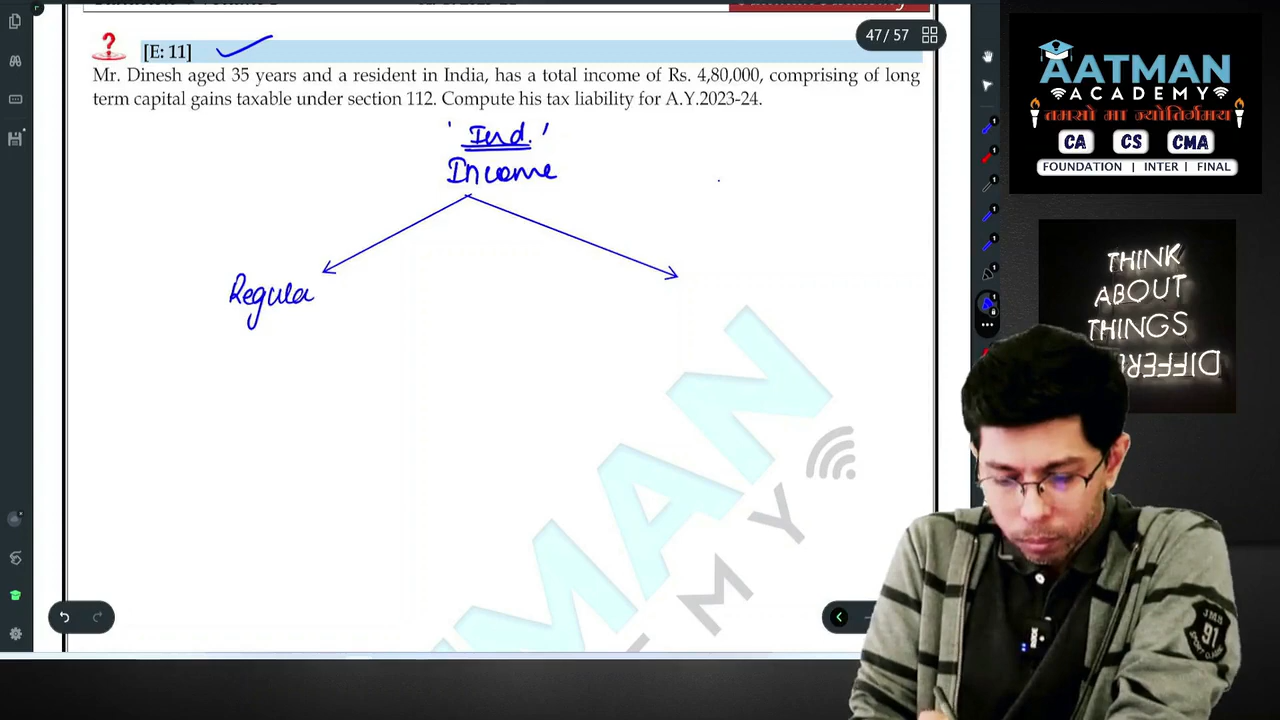 47/57
[E: 11]
Mr. Dinesh aged 35 years and a resident in India, has a total income of Rs. 4,80,000, comprising of long
term capital gains taxable under section 112. Compute his tax liability for A.Y.2023-24.
' Ind. '
Income
Regular
AATMAN
ACADEMY
तमसो मा ज्योतिर्गमय
CA CS CMA
FOUNDATION | INTER | FINAL
THINK
ABOUT
THINGS
JMB
91